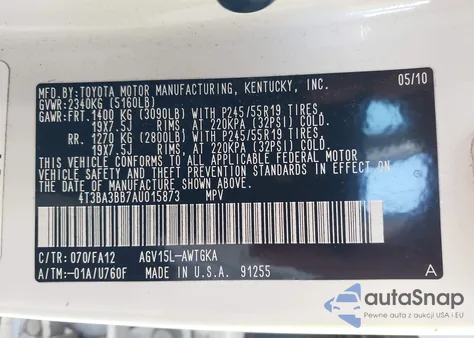 MFD.BY:TOYOTA MOTOR MANUFACTURING, KENTUCKY, INC.
GVWR:2340KG (5160LB) 05/10
GAWR:FRT.1400 KG (3090LB) WITH P245/55R19 TIRES,
19X7.5J RIMS, AT 220KPA (32PSI) COLD.
RR. 1270 KG (2800LB) WITH P245/55R19 TIRES,
19X7.5J RIMS, AT 220KPA (32PSI) COLD.
THIS VEHICLE CONFORMS TO ALL APPLICABLE FEDERAL MOTOR
VEHICLE SAFETY AND BUMPER STANDARDS IN EFFECT ON THE
DATE OF MANUFACTURE SHOWN ABOVE.
4T3BA3BB7AU015873 MPV
C/TR: 070/FA12 AGV15L-AWTGKA
A/TM:-01A/U760F MADE IN U.S.A. 91255 A
autoSnap
Pewne auta z aukcji w USA i Kanadzie